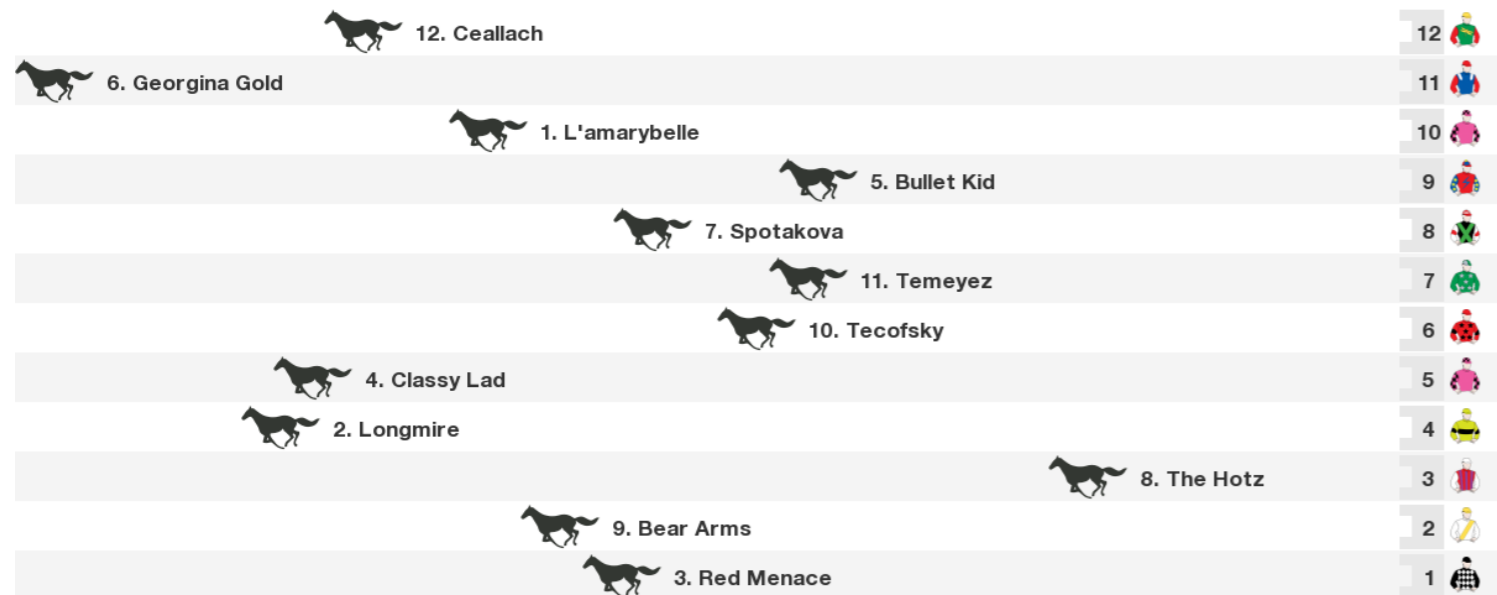 12. Ceallach 12
6. Georgina Gold 11
1. L'amarybelle 10
5. Bullet Kid 9
7. Spotakova 8
11. Temeyez 7
10. Tecofsky 6
4. Classy Lad 5
2. Longmire 4
8. The Hotz 3
9. Bear Arms 2
3. Red Menace 1